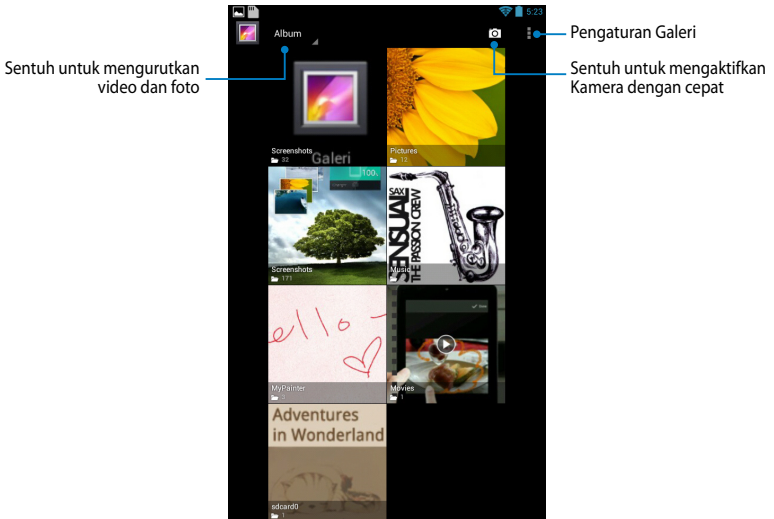 5:23
Album
Pengaturan Galeri
Sentuh untuk mengurutkan
video dan foto
Sentuh untuk mengaktifkan
Kamera dengan cepat
Screenshots
32
Galeri
Pictures
12
100.
Screenshots
171
SENSUAL
SAX
THE PASSION CREW
Music
ello -
MyPainter
Movies
1
Adventures
in Wonderland
sdcard0
1